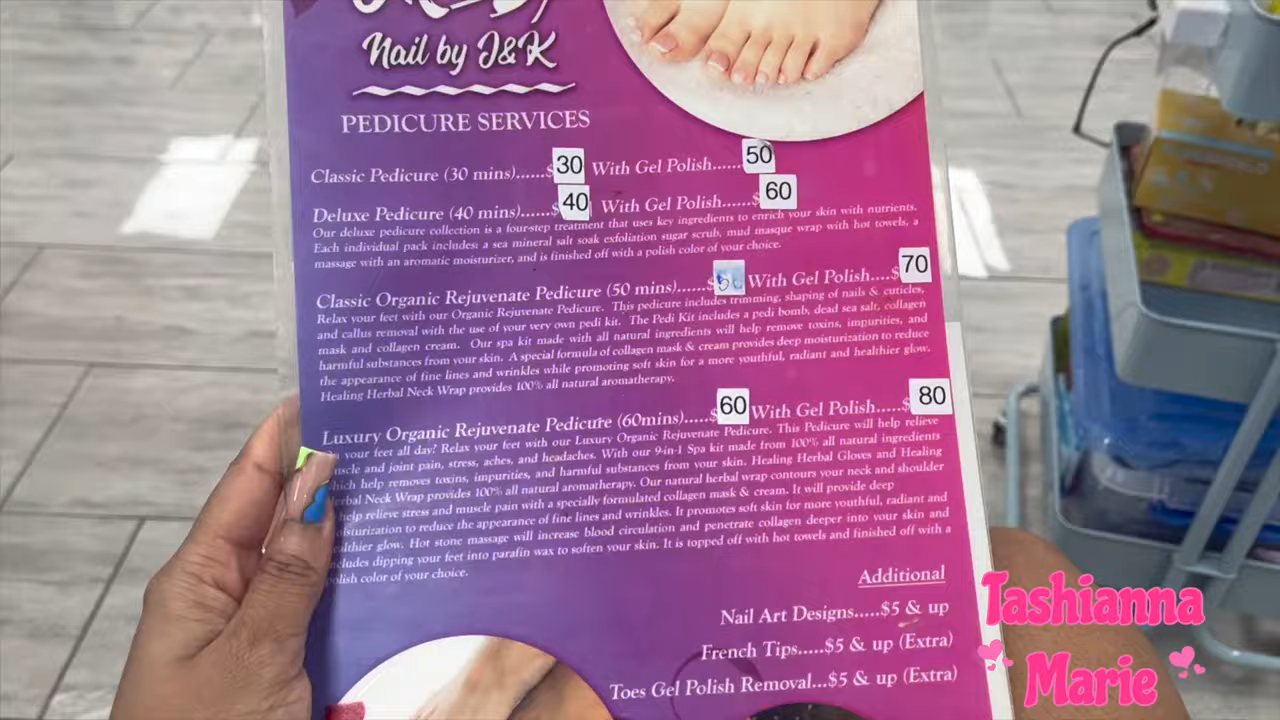 Nail by J&K
PEDICURE SERVICES
Classic Pedicure (30 mins)......$30 With Gel Polish......50
Deluxe Pedicure (40 mins)......$40 With Gel Polish......$60
Our deluxe pedicure collection is a four-step treatment that uses key ingredients to enrich your skin with nutrients.
Each individual pack includes: a sea mineral salt soak exfoliation sugar scrub, mud masque wrap with hot towels, a
massage with an aromatic moisturizer, and is finished off with a polish color of your choice.
Classic Organic Rejuvenate Pedicure (50 mins)......$50 With Gel Polish....$70
Relax your feet with our Organic Rejuvenate Pedicure. This pedicure includes trimming, shaping of nails & cuticles,
and callus removal with the use of your very own pedi kit. The Pedi Kit includes a pedi bomb, dead sea salt, collagen
mask and collagen cream. Our spa kit made with all natural ingredients will help remove toxins, impurities, and
harmful substances from your skin. A special formula of collagen mask & cream provides deep moisturization to reduce
the appearance of fine lines and wrinkles while promoting soft skin for a more youthful, radiant and healthier glow.
Healing Herbal Neck Wrap provides 100% all natural aromatherapy.
Luxury Organic Rejuvenate Pedicure (60mins).....$60 With Gel Polish.....$80
your feet all day? Relax your feet with our Luxury Organic Rejuvenate Pedicure. This Pedicure will help relieve
uscle and joint pain, stress, aches, and headaches. With our 9-in-1 Spa kit made from 100% all natural ingredients
hich help removes toxins, impurities, and harmful substances from your skin. Healing Herbal Gloves and Healing
erbal Neck Wrap provides 100% all natural aromatherapy. Our natural herbal wrap contours your neck and shoulder
help relieve stress and muscle pain with a specially formulated collagen mask & cream. It will provide deep
oisturization to reduce the appearance of fine lines and wrinkles. It promotes soft skin for more youthful, radiant and
ealthier glow. Hot stone massage will increase blood circulation and penetrate collagen deeper into your skin and
ncludes dipping your feet into parafin wax to soften your skin. It is topped off with hot towels and finished off with a
olish color of your choice.
Additional
Nail Art Designs.....$5 & up
French Tips.....$5 & up (Extra)
Toes Gel Polish Removal...$5 & up (Extra)
Tashianna
Marie